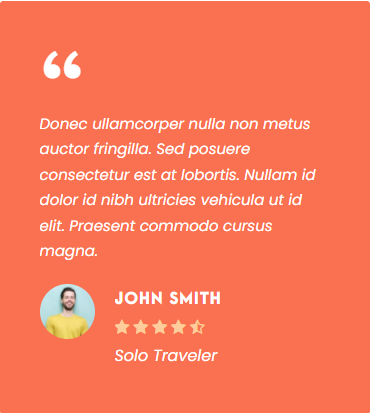 “
Donec ullamcorper nulla non metus
auctor fringilla. Sed posuere
consectetur est at lobortis. Nullam id
dolor id nibh ultricies vehicula ut id
elit. Praesent commodo cursus
magna.
JOHN SMITH
Solo Traveler